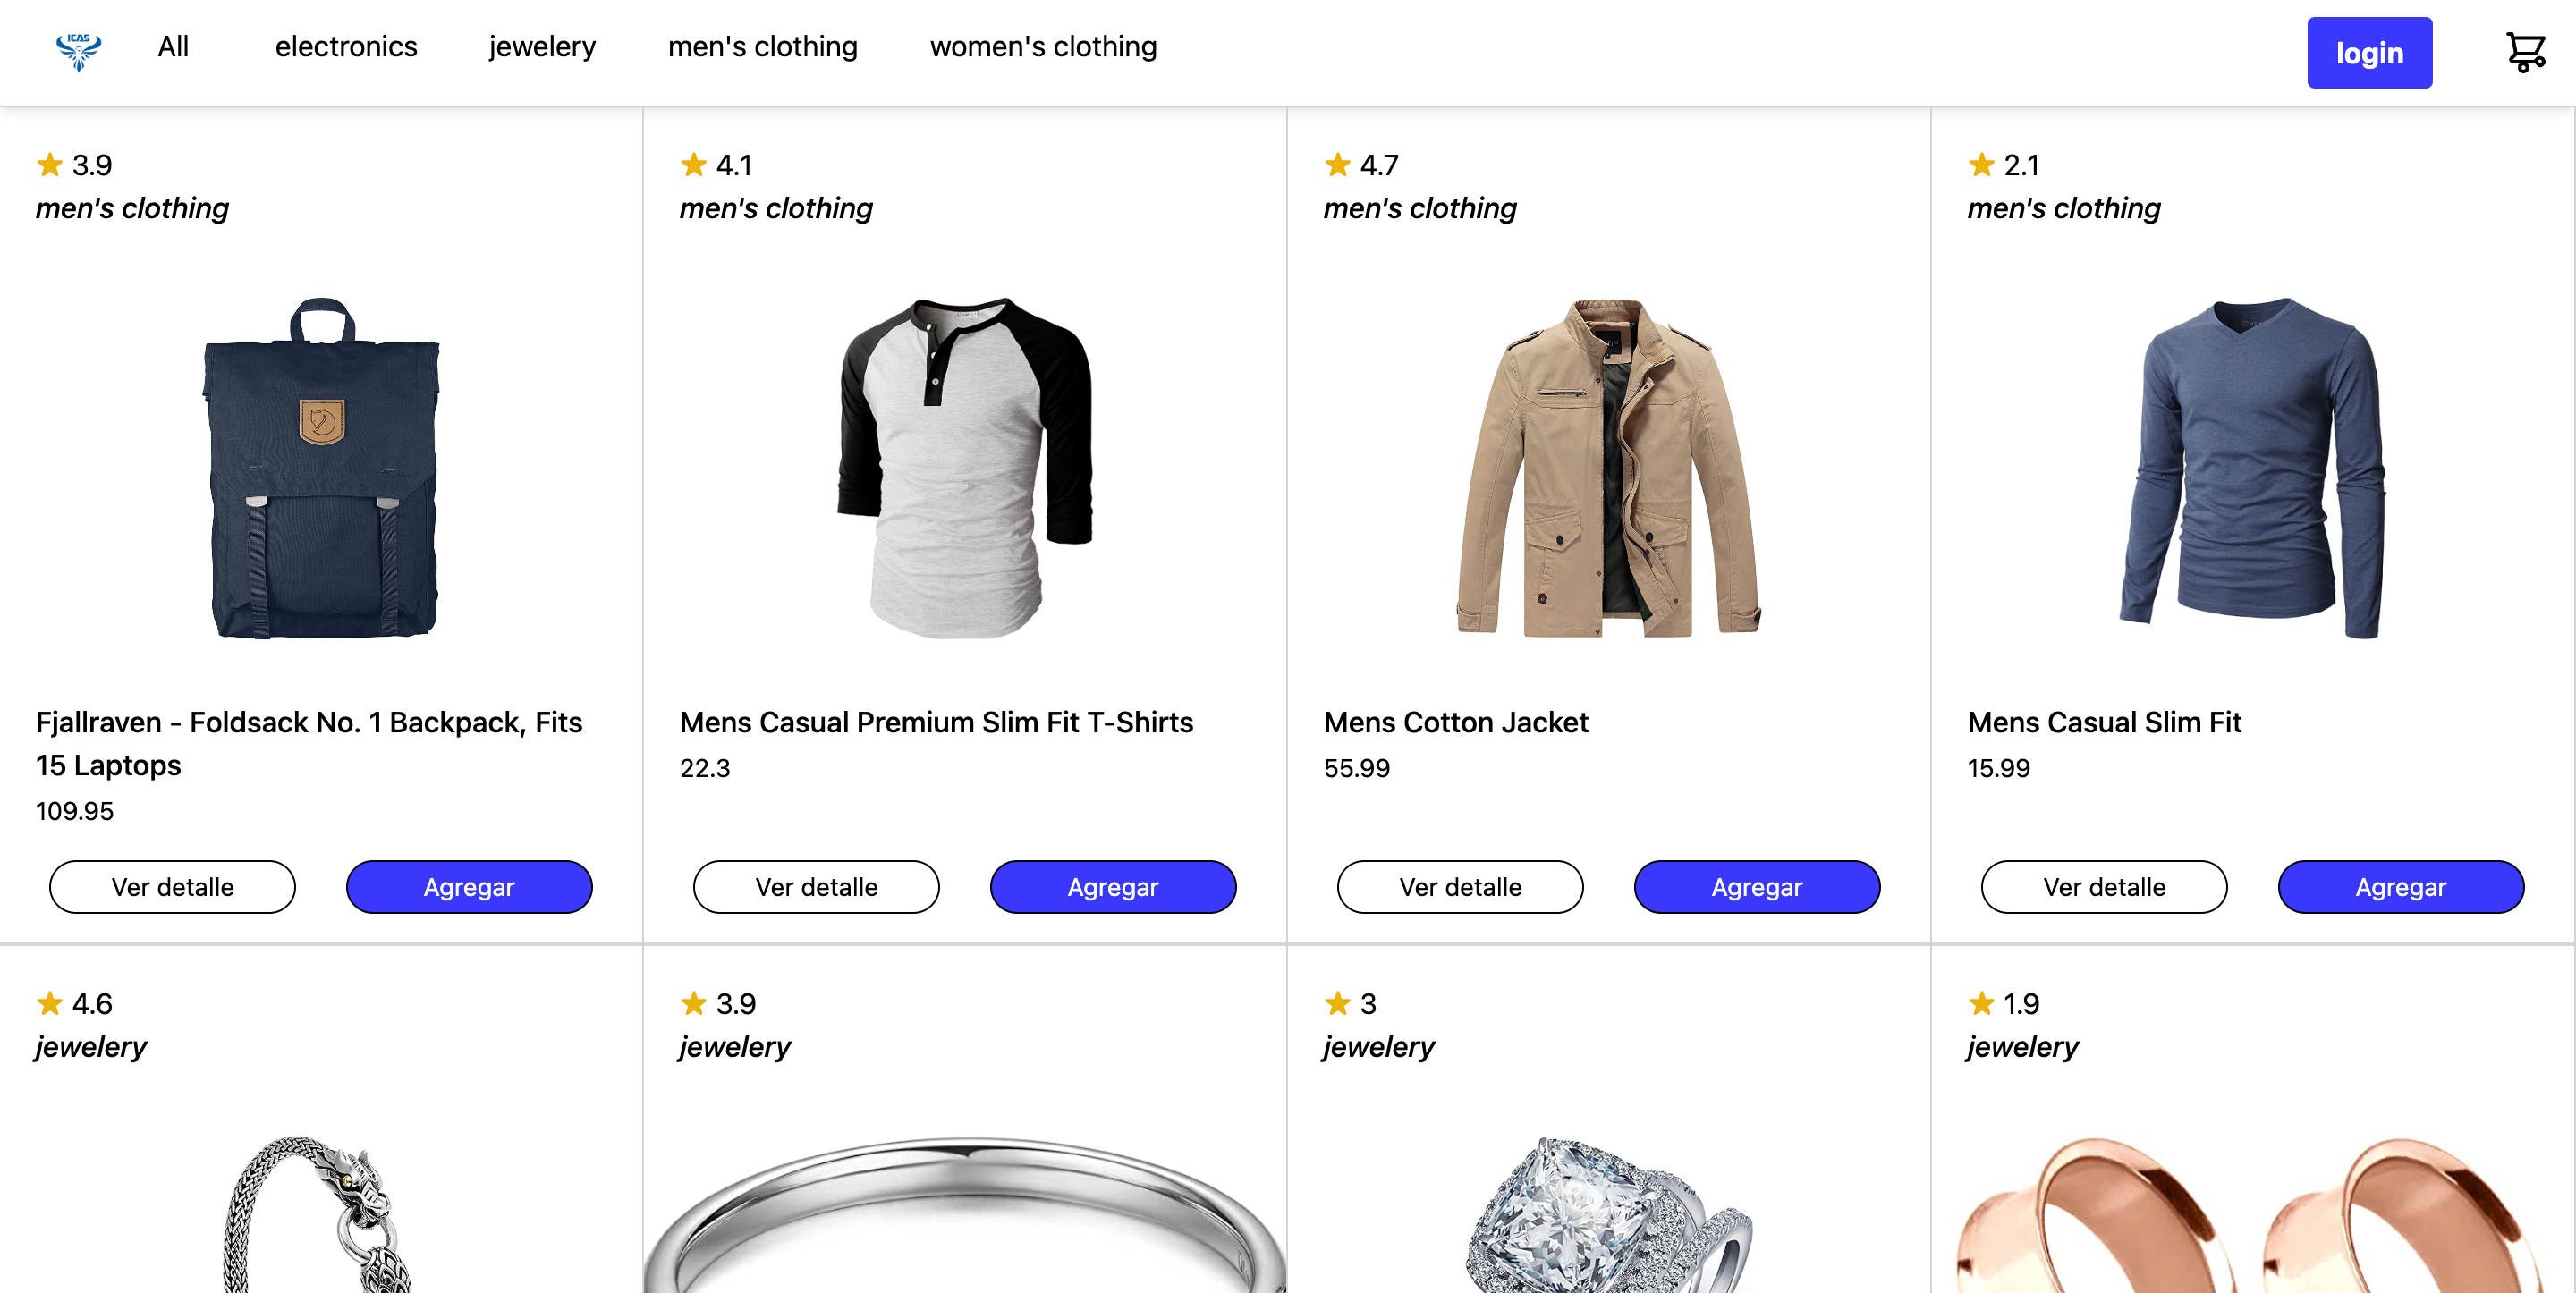 ICAS
All
electronics
jewelery
men's clothing
women's clothing
login
3.9
men's clothing
Fjallraven - Foldsack No. 1 Backpack, Fits
15 Laptops
109.95
Ver detalle
Agregar
4.1
men's clothing
Mens Casual Premium Slim Fit T-Shirts
22.3
Ver detalle
Agregar
4.7
men's clothing
Mens Cotton Jacket
55.99
Ver detalle
Agregar
2.1
men's clothing
Mens Casual Slim Fit
15.99
Ver detalle
Agregar
4.6
jewelery
3.9
jewelery
3
jewelery
1.9
jewelery